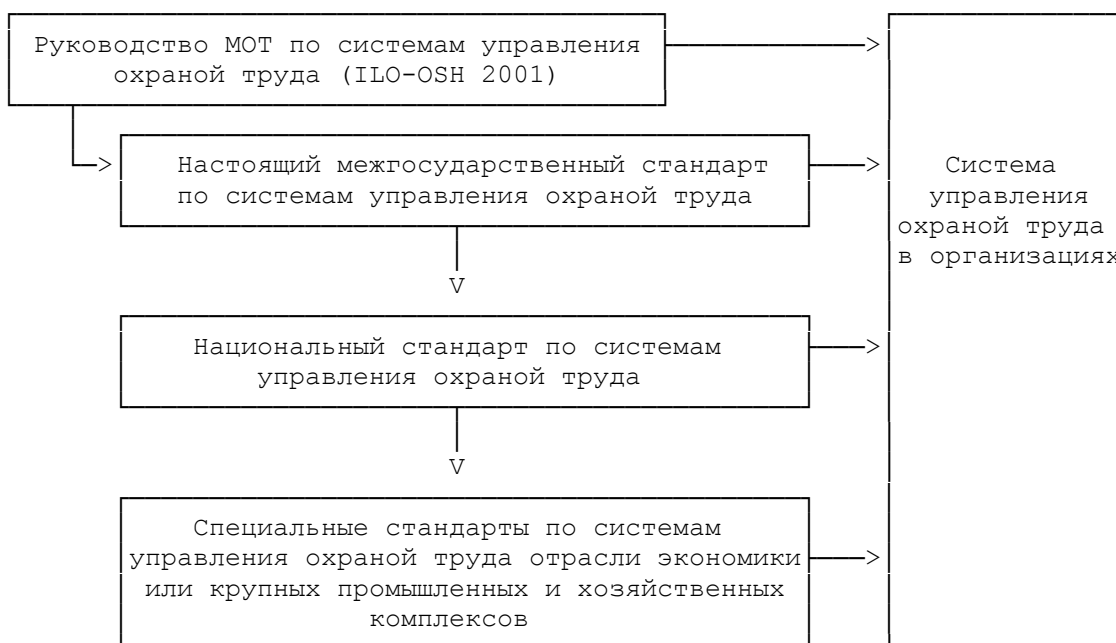 Руководство МОТ по системам управления
охраной труда (ILO-OSH 2001)
Настоящий межгосударственный стандарт
по системам управления охраной труда
Национальный стандарт по системам
управления охраной труда
Специальные стандарты по системам
управления охраной труда отрасли экономики
или крупных промышленных и хозяйственных
комплексов
Система
управления
охраной труда
в организациях